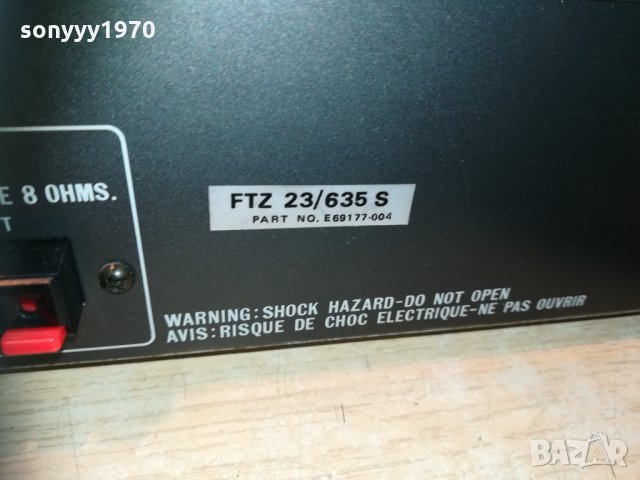 sonyyy1970
E 8 OHMS.
T
FTZ 23/635 S
PART NO. E69177-004
WARNING: SHOCK HAZARD-DO NOT OPEN
AVIS: RISQUE DE CHOC ELECTRIQUE-NE PAS OUVRIR
BAZAR